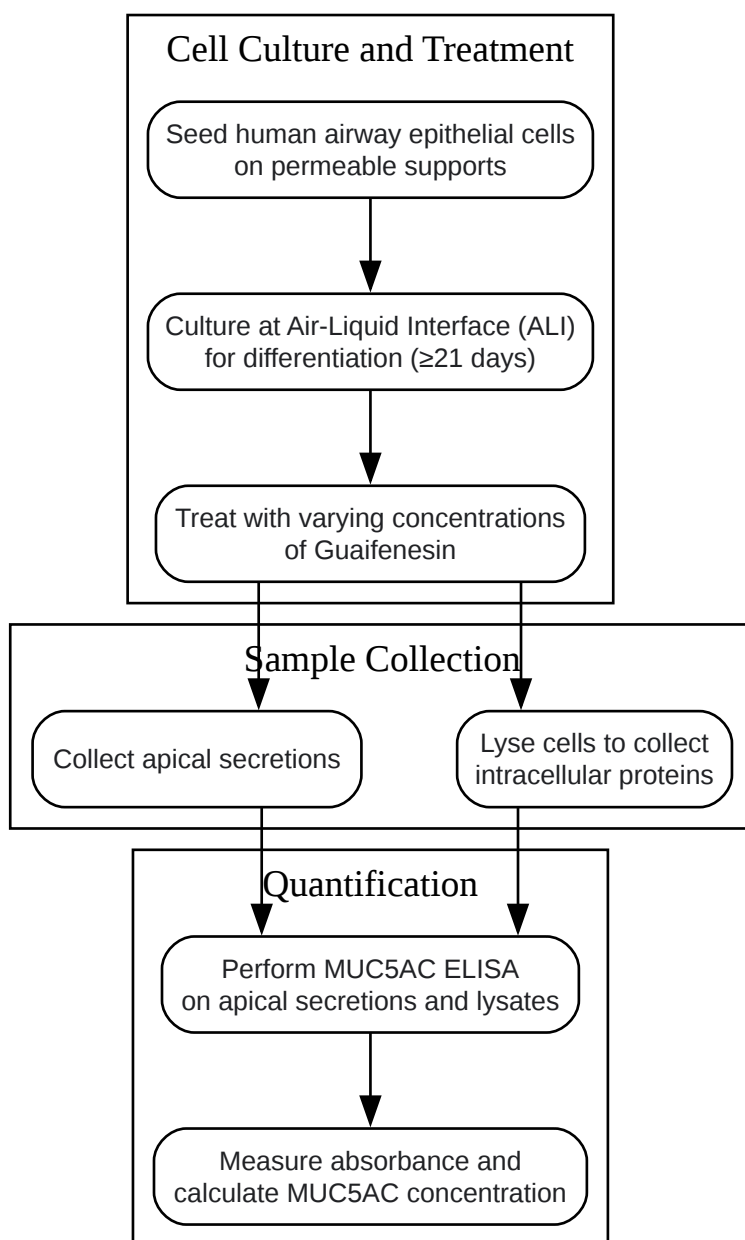 Cell Culture and Treatment
Seed human airway epithelial cells
on permeable supports
Culture at Air-Liquid Interface (ALI)
for differentiation (≥21 days)
Treat with varying concentrations
of Guaifenesin
Sample Collection
Collect apical secretions
Lyse cells to collect
intracellular proteins
Quantification
Perform MUC5AC ELISA
on apical secretions and lysates
Measure absorbance and
calculate MUC5AC concentration